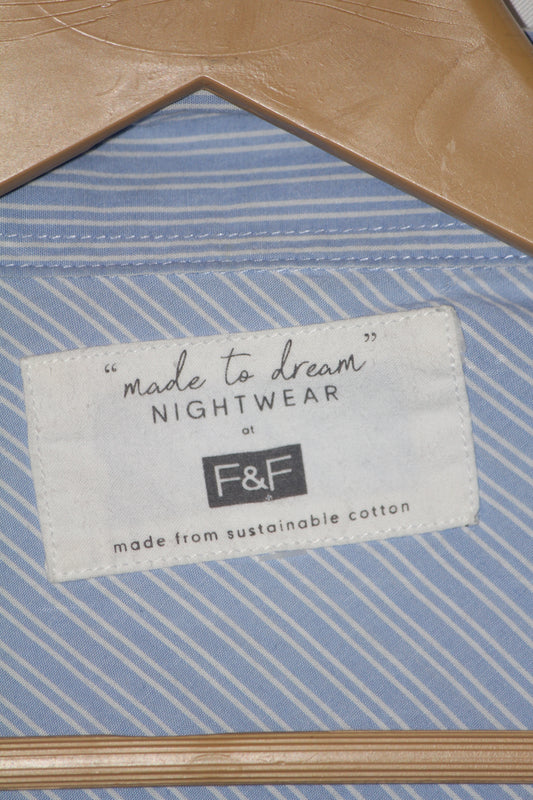 “made to dream”
NIGHTWEAR
at
F&F
made from sustainable cotton